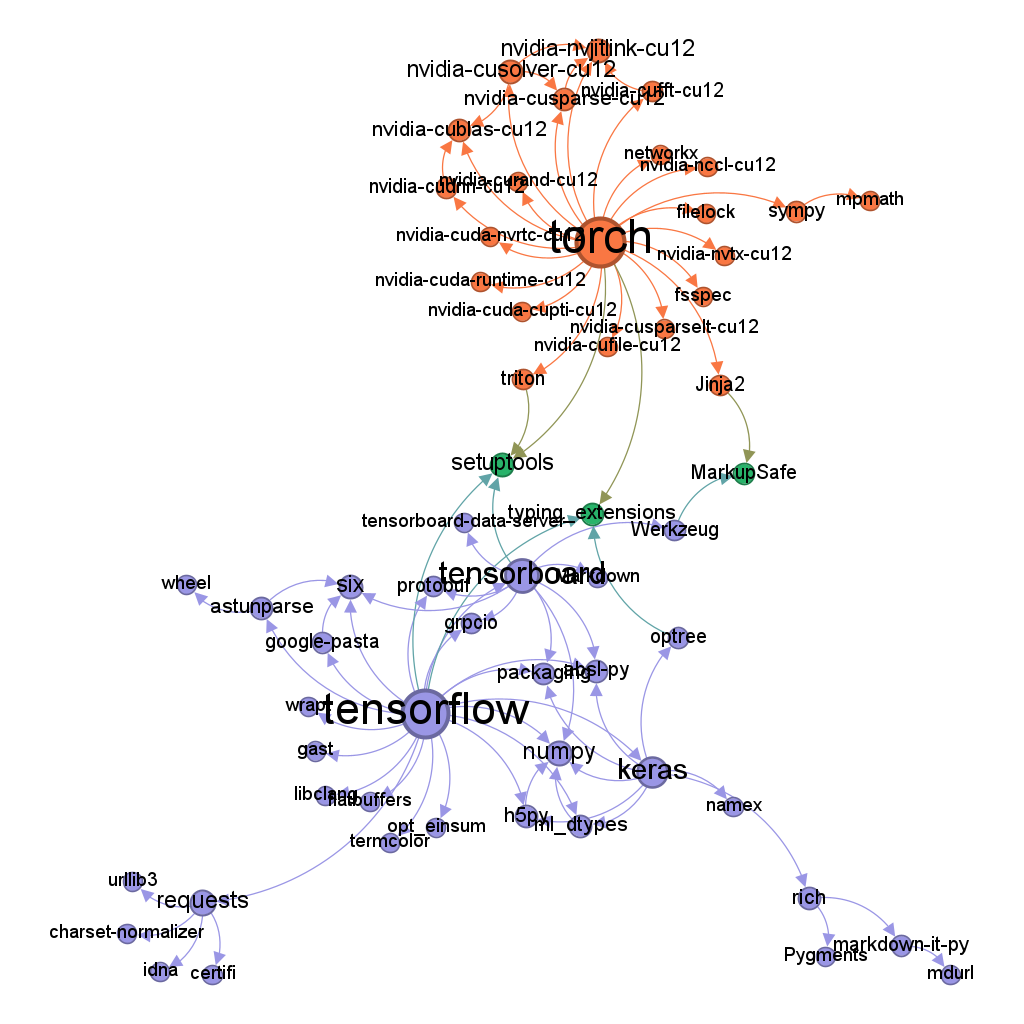 nvidia-nvjitlink-cu12
nvidia-cusolver-cu12
nvidia-cufft-cu12
nvidia-cusparse-cu12
nvidia-cublas-cu12
networkx
nvidia-nccl-cu12
nvidia-curand-cu12
nvidia-cudnn-cu12
mpmath
filelock
sympy
nvidia-cuda-nvrtc-cu12
torch
nvidia-nvtx-cu12
nvidia-cuda-runtime-cu12
fsspec
nvidia-cuda-cupti-cu12
nvidia-cusparselt-cu12
nvidia-cufile-cu12
triton
Jinja2
setuptools
MarkupSafe
typing_extensions
tensorboard-data-server
Werkzeug
tensorboard
Markdown
wheel
six
protobuf
astunparse
grpcio
google-pasta
optree
packaging
absl-py
wrapt
tensorflow
gast
numpy
keras
libclang
flatbuffers
namex
h5py
ml_dtypes
opt_einsum
termcolor
urllib3
requests
rich
charset-normalizer
markdown-it-py
Pygments
idna
certifi
mdurl